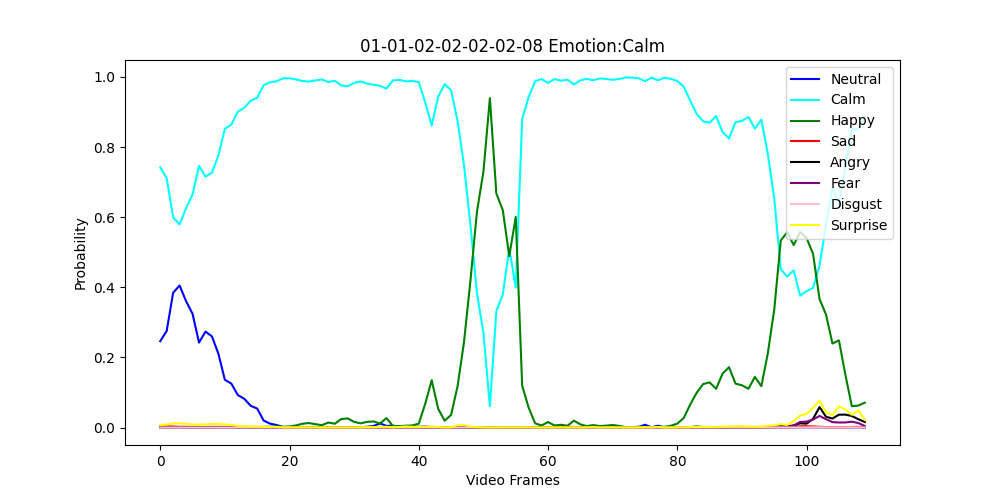 01-01-02-02-02-02-08 Emotion:Calm
Probability
1.0
0.8
0.6
0.4
0.2
0.0
0
20
40
60
80
100
Video Frames
Neutral
Calm
Happy
Sad
Angry
Fear
Disgust
Surprise